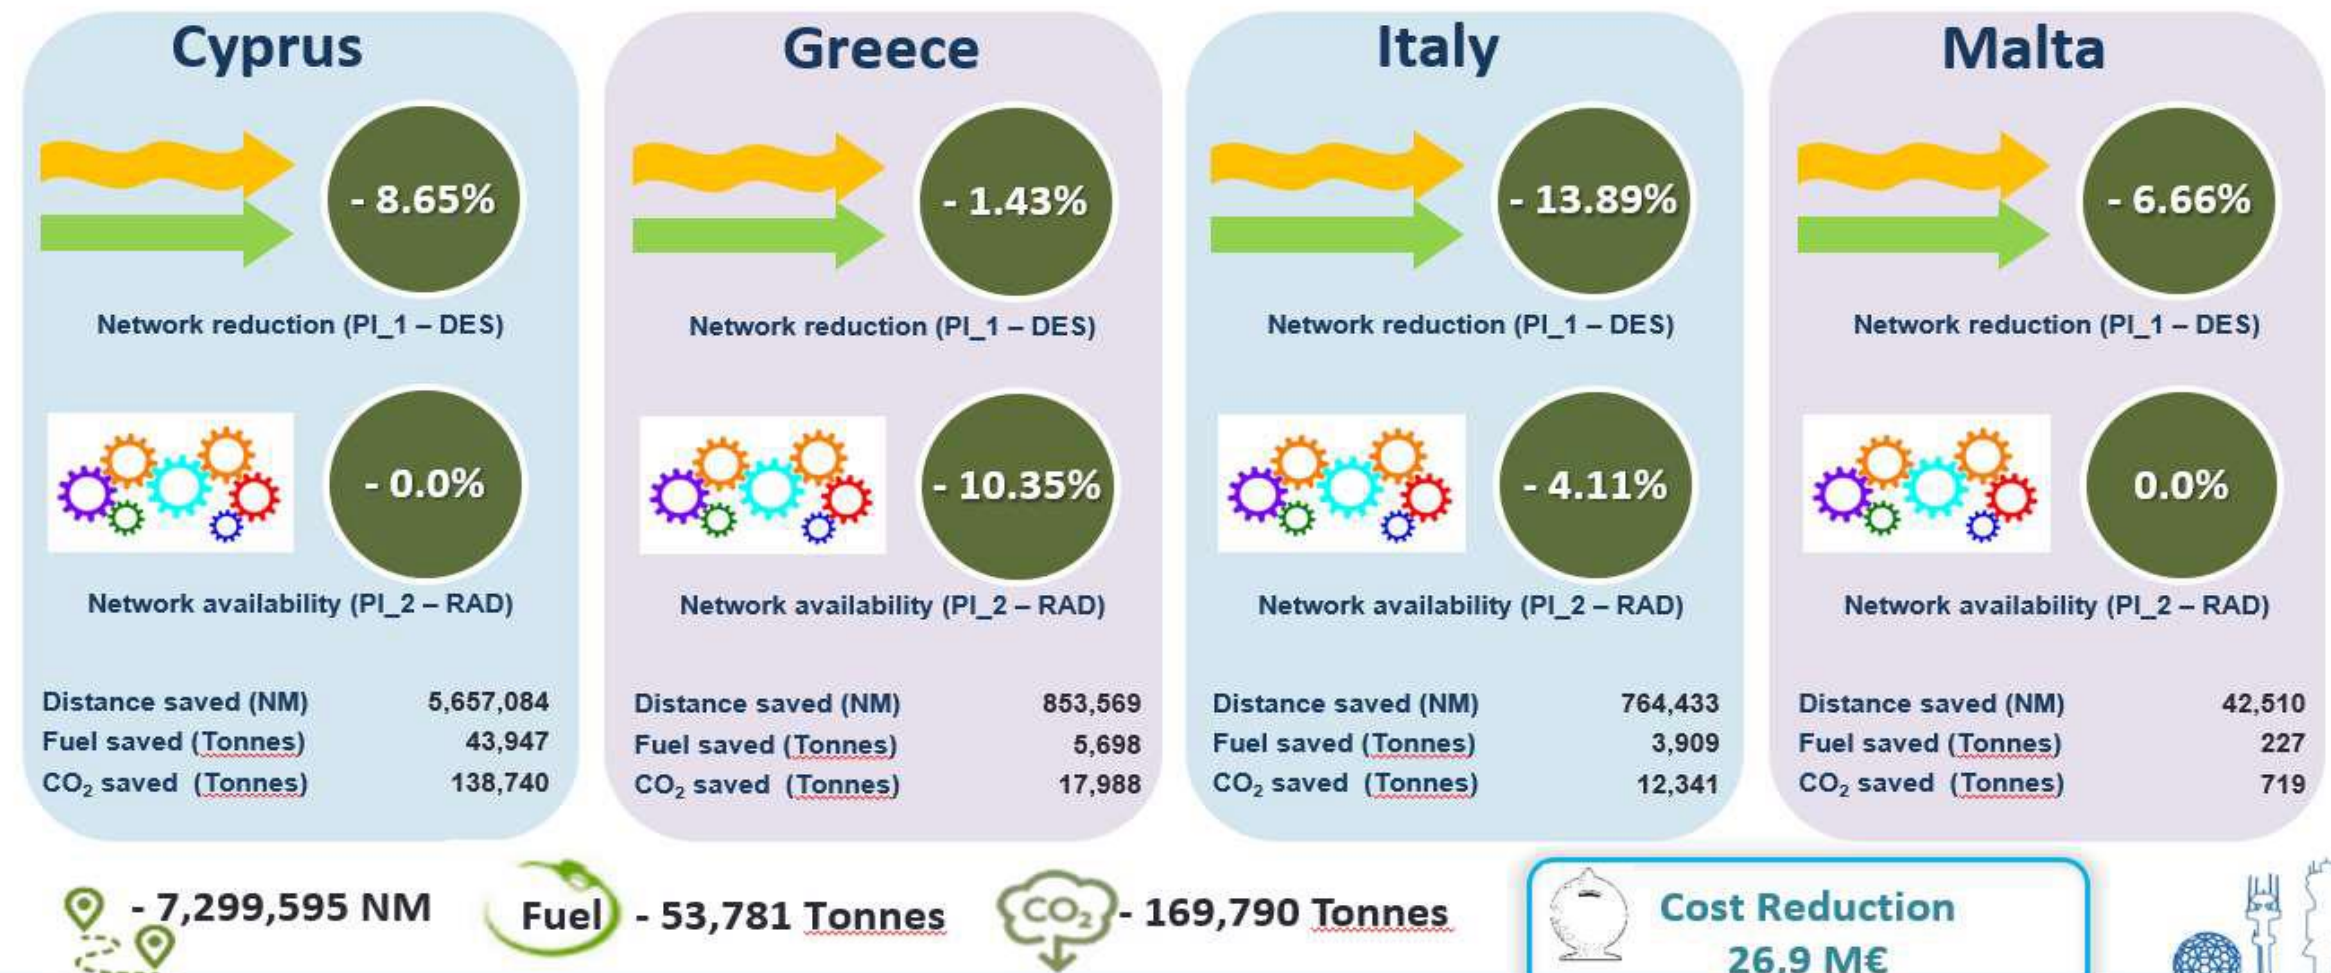 Cyprus
- 8.65%
Network reduction (PI_1 – DES)
- 0.0%
Network availability (PI_2 – RAD)
Distance saved (NM) 5,657,084
Fuel saved (Tonnes) 43,947
CO₂ saved (Tonnes) 138,740
Greece
- 1.43%
Network reduction (PI_1 – DES)
- 10.35%
Network availability (PI_2 – RAD)
Distance saved (NM) 853,569
Fuel saved (Tonnes) 5,698
CO₂ saved (Tonnes) 17,988
Italy
- 13.89%
Network reduction (PI_1 – DES)
- 4.11%
Network availability (PI_2 – RAD)
Distance saved (NM) 764,433
Fuel saved (Tonnes) 3,909
CO₂ saved (Tonnes) 12,341
Malta
- 6.66%
Network reduction (PI_1 – DES)
0.0%
Network availability (PI_2 – RAD)
Distance saved (NM) 42,510
Fuel saved (Tonnes) 227
CO₂ saved (Tonnes) 719
- 7,299,595 NM
Fuel - 53,781 Tonnes
CO₂ - 169,790 Tonnes
Cost Reduction
26.9 M€